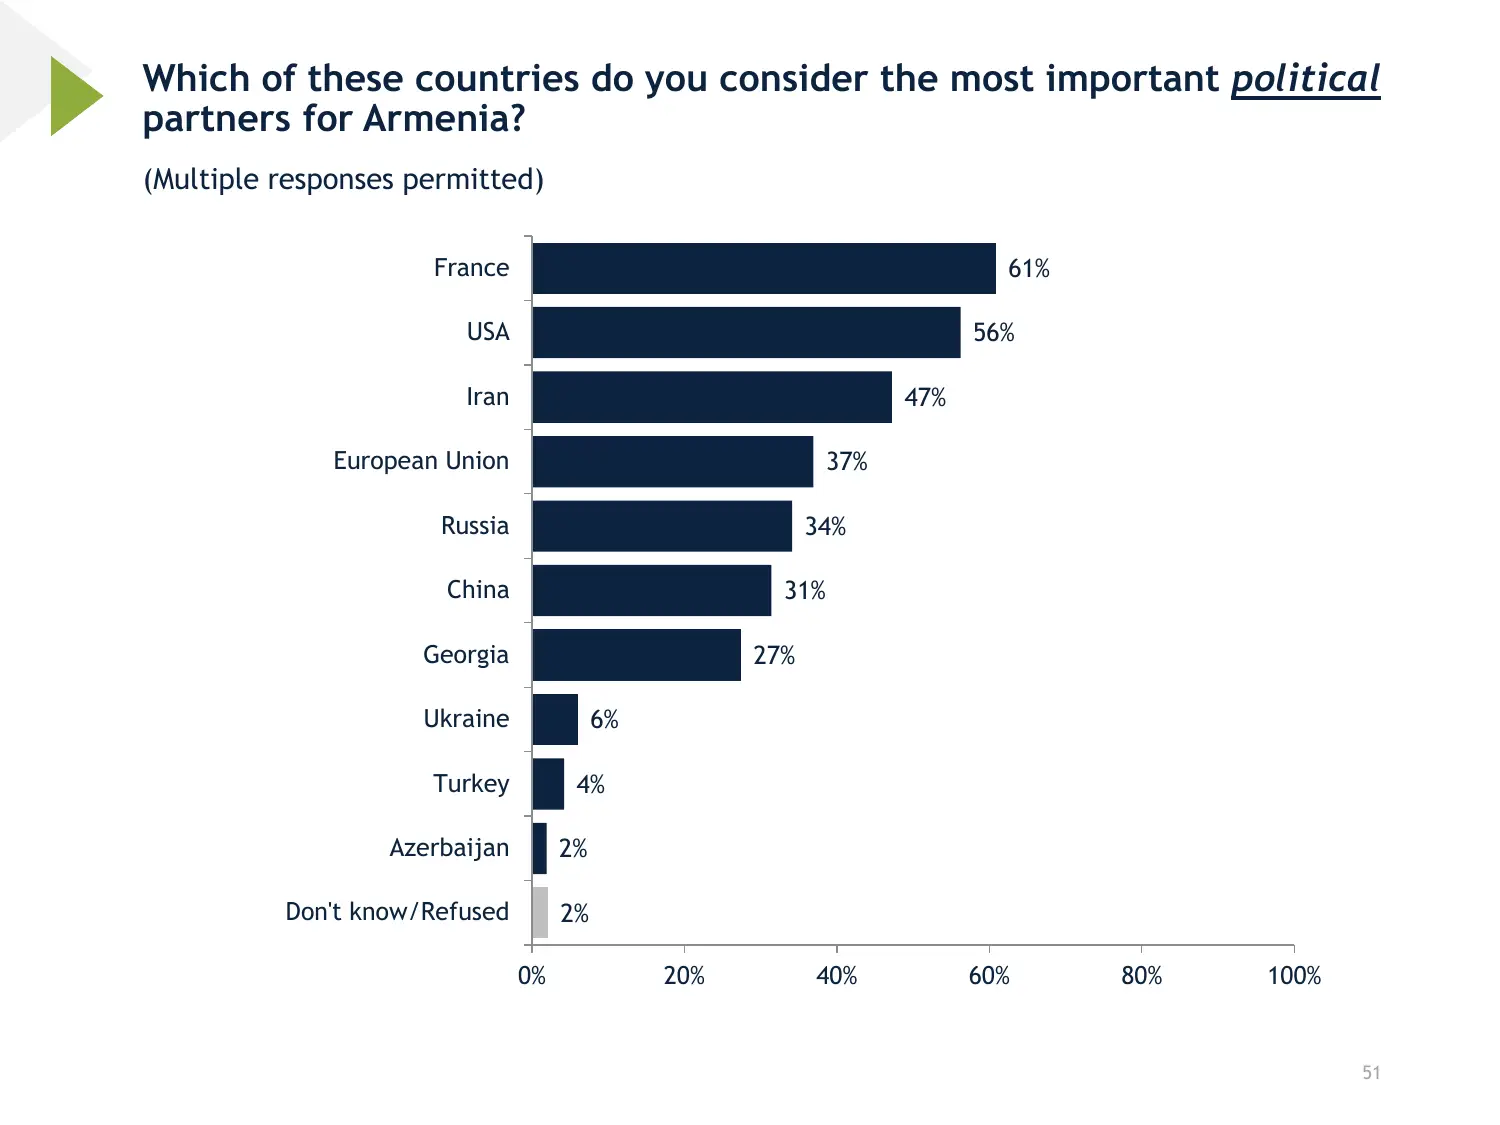 Which of these countries do you consider the most important political
partners for Armenia?
(Multiple responses permitted)
France 61%
USA 56%
Iran 47%
European Union 37%
Russia 34%
China 31%
Georgia 27%
Ukraine 6%
Turkey 4%
Azerbaijan 2%
Don't know/Refused 2%
0% 20% 40% 60% 80% 100%
51